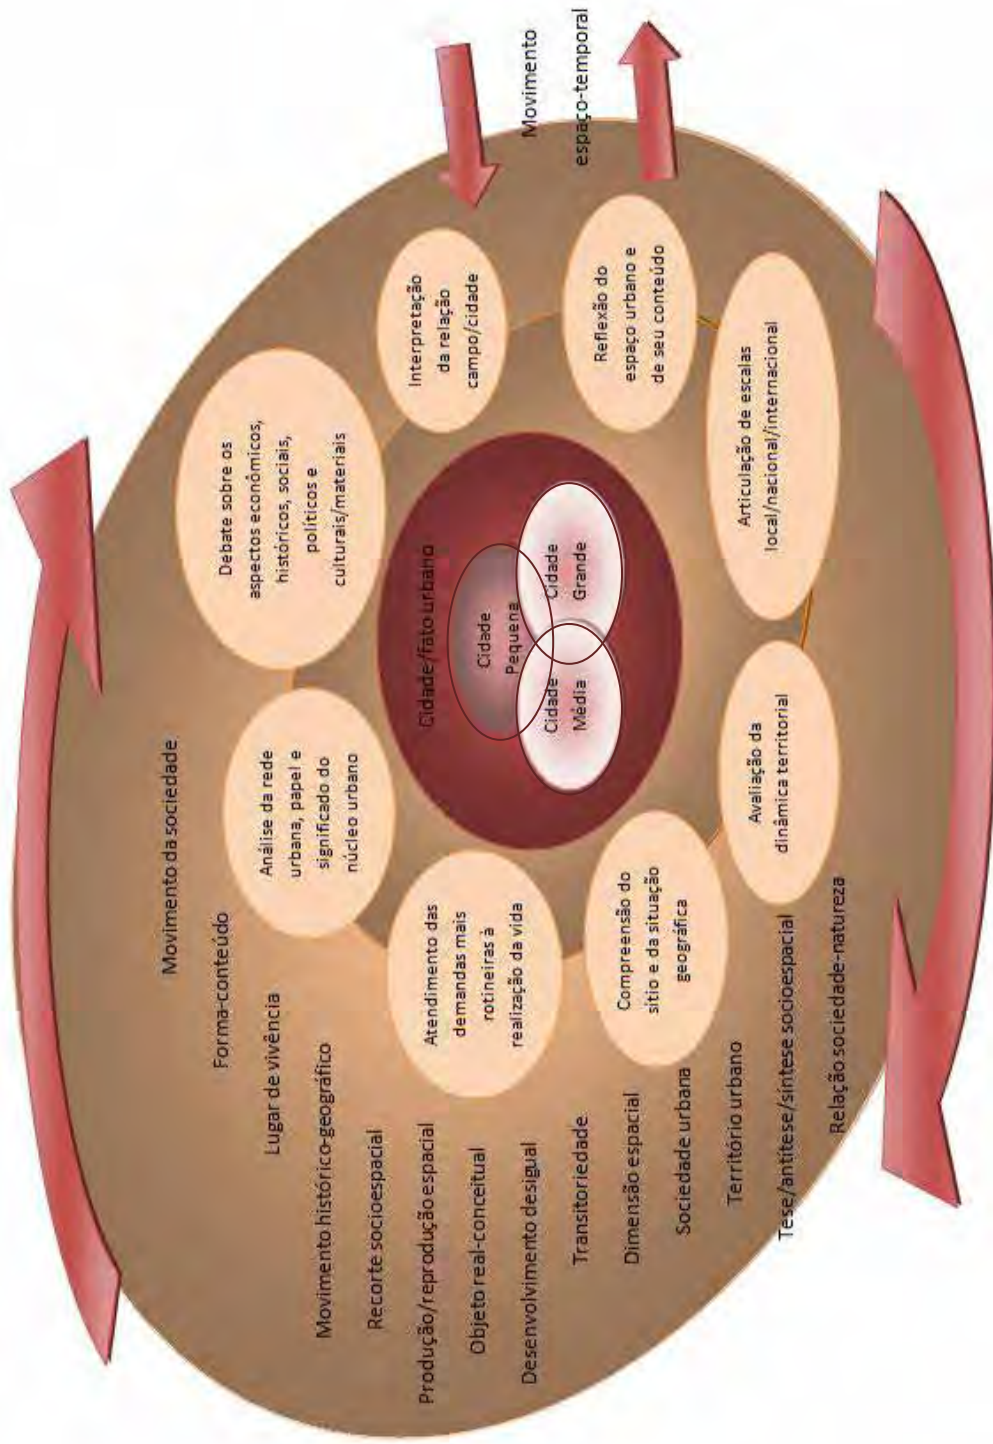 Movimento da sociedade
Forma-conteúdo
Lugar de vivência
Movimento histórico-geográfico
Recorte socioespacial
Produção/reprodução espacial
Objeto real-conceitual
Desenvolvimento desigual
Transitoriedade
Dimensão espacial
Sociedade urbana
Território urbano
Tese/antítese/síntese socioespacial
Relação sociedade-natureza
Análise da rede
urbana, papel e
significado do
núcleo urbano
Atendimento das
demandas mais
rotineiras à
realização da vida
Compreensão do
sítio e da situação
geográfica
Avaliação da
dinâmica territorial
Debate sobre os
aspectos econômicos,
históricos, sociais,
políticos e
culturais/materiais
Cidade/fato urbano
Cidade
Pequena
Cidade
Média
Cidade
Grande
Interpretação
da relação
campo/cidade
Reflexão do
espaço urbano e
de seu conteúdo
Articulação de escalas
local/nacional/internacional
Movimento
espaço-temporal